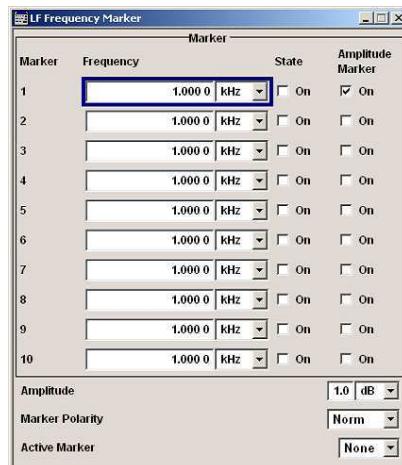 LF Frequency Marker
Marker
Marker Frequency State Amplitude Marker
1 1.000 0 kHz On On
2 1.000 0 kHz On On
3 1.000 0 kHz On On
4 1.000 0 kHz On On
5 1.000 0 kHz On On
6 1.000 0 kHz On On
7 1.000 0 kHz On On
8 1.000 0 kHz On On
9 1.000 0 kHz On On
10 1.000 0 kHz On On
Amplitude 1.0 dB
Marker Polarity Norm
Active Marker None